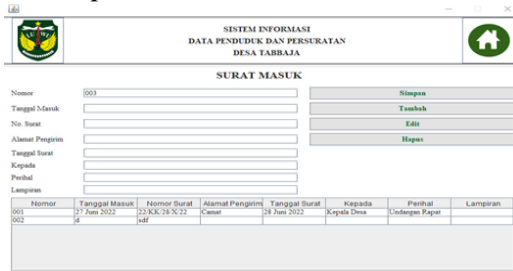 SISTEM INFORMASI
DATA PENDUDUK DAN PERSURATAN
DESA TABBAJA
SURAT MASUK
Nomor 003 Simpan
Tanggal Masuk Tambah
No. Surat Edit
Alamat Pengirim Hapus
Tanggal Surat
Kepada
Perihal
Lampiran
Nomor Tanggal Masuk Nomor Surat Alamat Pengirim Tanggal Surat Kepada Perihal Lampiran
001 27 Juni 2022 22/KK/28/X/22 Camat 28 Juni 2022 Kepala Desa Undangan Rapat
002 d sdf